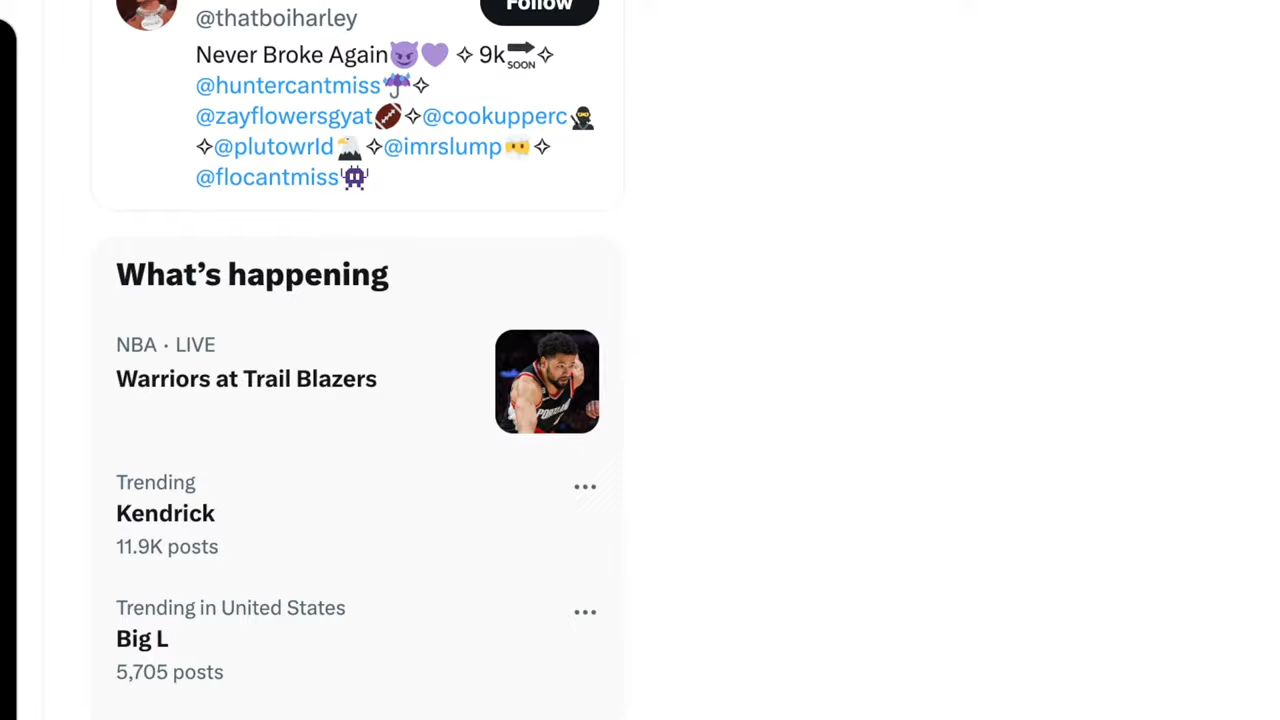 Follow
@thatboiharley
Never Broke Again😈💜 ✧ 9k🔜✧
@huntercantmiss☂️✧
@zayflowersgyat🏈✧@cookupperc🥷
✧@plutowrld🦅✧@imrslump🍻✧
@flocantmiss👾
What’s happening
NBA · LIVE
Warriors at Trail Blazers
Trending
Kendrick
11.9K posts
Trending in United States
Big L
5,705 posts